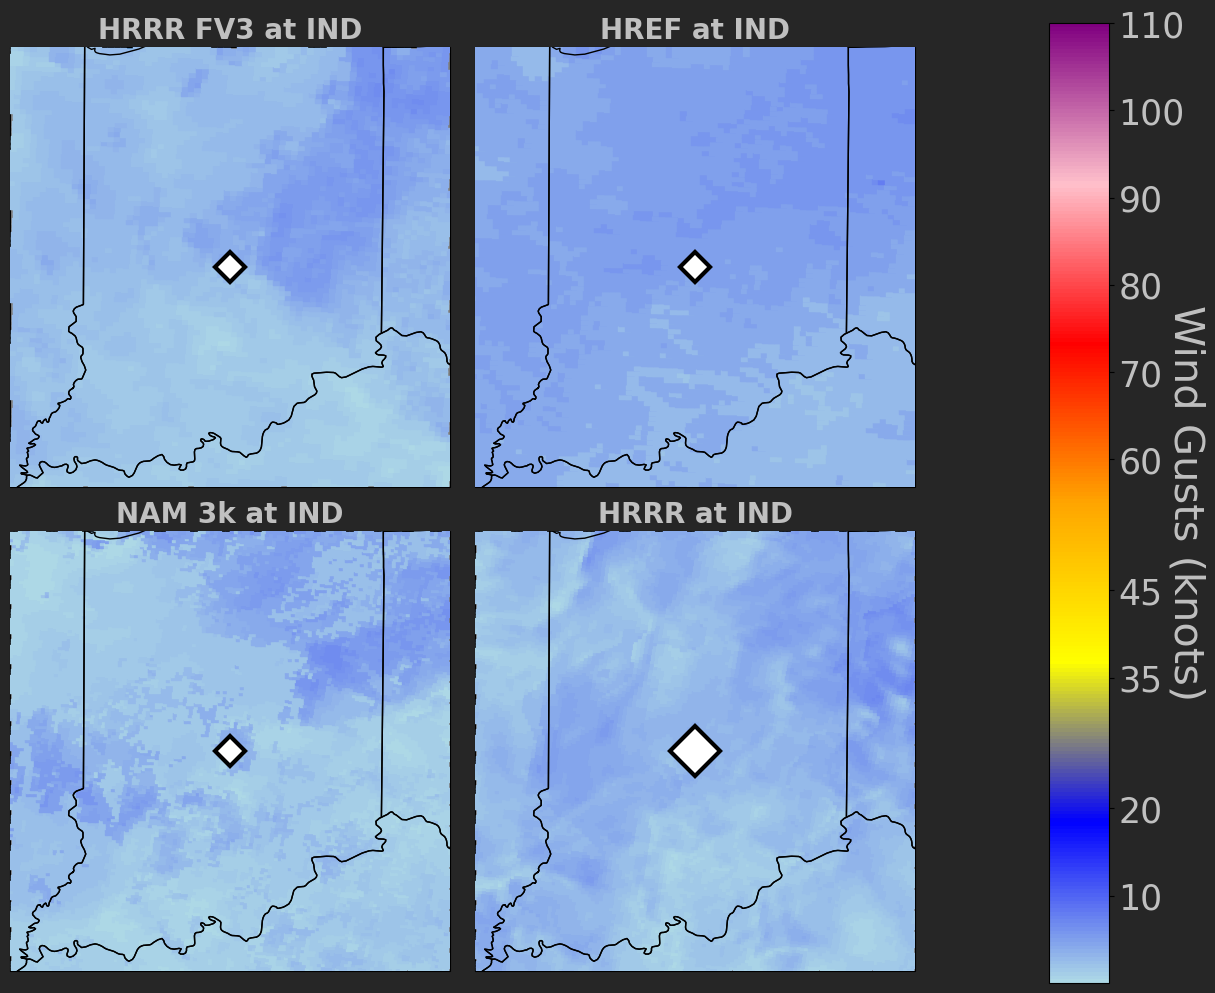 HRRR FV3 at IND
HREF at IND
NAM 3k at IND
HRRR at IND
110
100
90
80
70
60
45
35
20
10
Wind Gusts (knots)